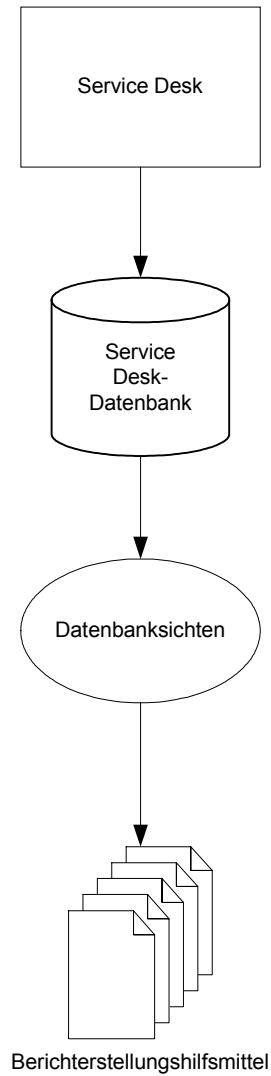 Service Desk
Service
Desk-
Datenbank
Datenbanksichten
Berichterstellungshilfsmittel